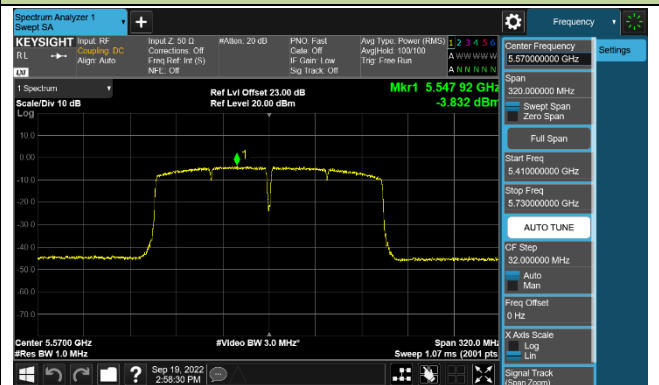 Spectrum Analyzer 1
Swept SA
Frequency
KEYSIGHT
Input: RF
Input Z: 50 Ω
#Atten: 20 dB
PNO: Fast
Avg Type: Power (RMS)
1 2 3 4 5 6
RL
Coupling: DC
Corrections: Off
Gate: Off
Avg|Hold: 100/100
A W W W W W
Align: Auto
Freq Ref: Int (S)
IF Gain: Low
Trig: Free Run
NFE: Off
Sig Track: Off
A N N N N N
LXI
1 Spectrum
Ref Lvl Offset 23.00 dB
Mkr1 5.547 92 GHz
Scale/Div 10 dB
Ref Level 20.00 dBm
-3.832 dBm
Log
1
10.0
0.00
-10.0
-20.0
-30.0
-40.0
-50.0
-60.0
-70.0
Center 5.5700 GHz
#Video BW 3.0 MHz*
Span 320.0 MHz
#Res BW 1.0 MHz
Sweep 1.07 ms (2001 pts)
Sep 19, 2022
2:58:30 PM
Center Frequency
5.570000000 GHz
Settings
Span
320.000000 MHz
Swept Span
Zero Span
Full Span
Start Freq
5.410000000 GHz
Stop Freq
5.730000000 GHz
AUTO TUNE
CF Step
32.000000 MHz
Auto
Man
Freq Offset
0 Hz
X Axis Scale
Log
Lin
Signal Track
(Span Zoom)